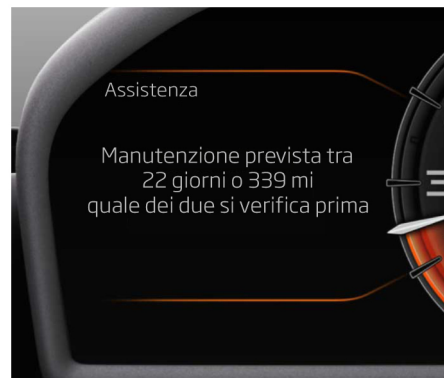 Assistenza
Manutenzione prevista tra
22 giorni o 339 mi
quale dei due si verifica prima